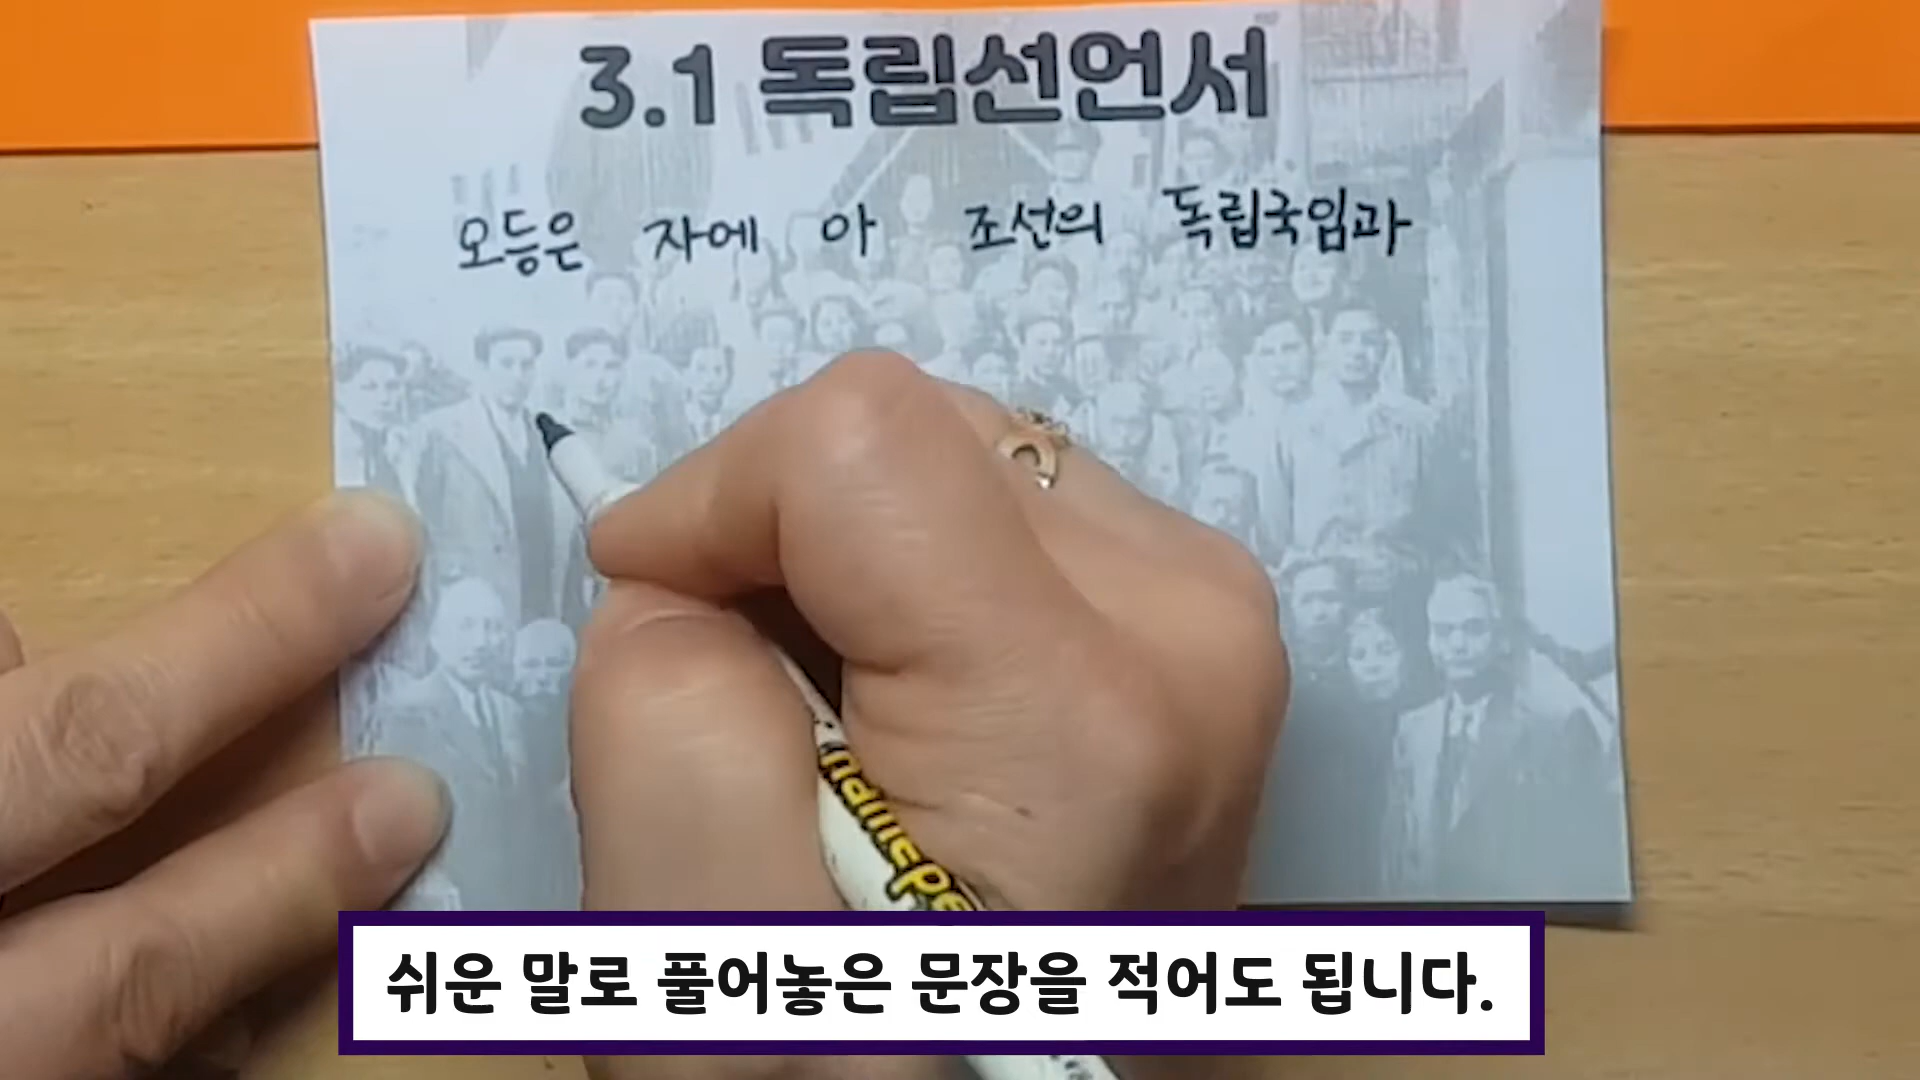 3.1 독립선언서
오등은 자에 아 조선의 독립국임과
쉬운 말로 풀어놓은 문장을 적어도 됩니다.